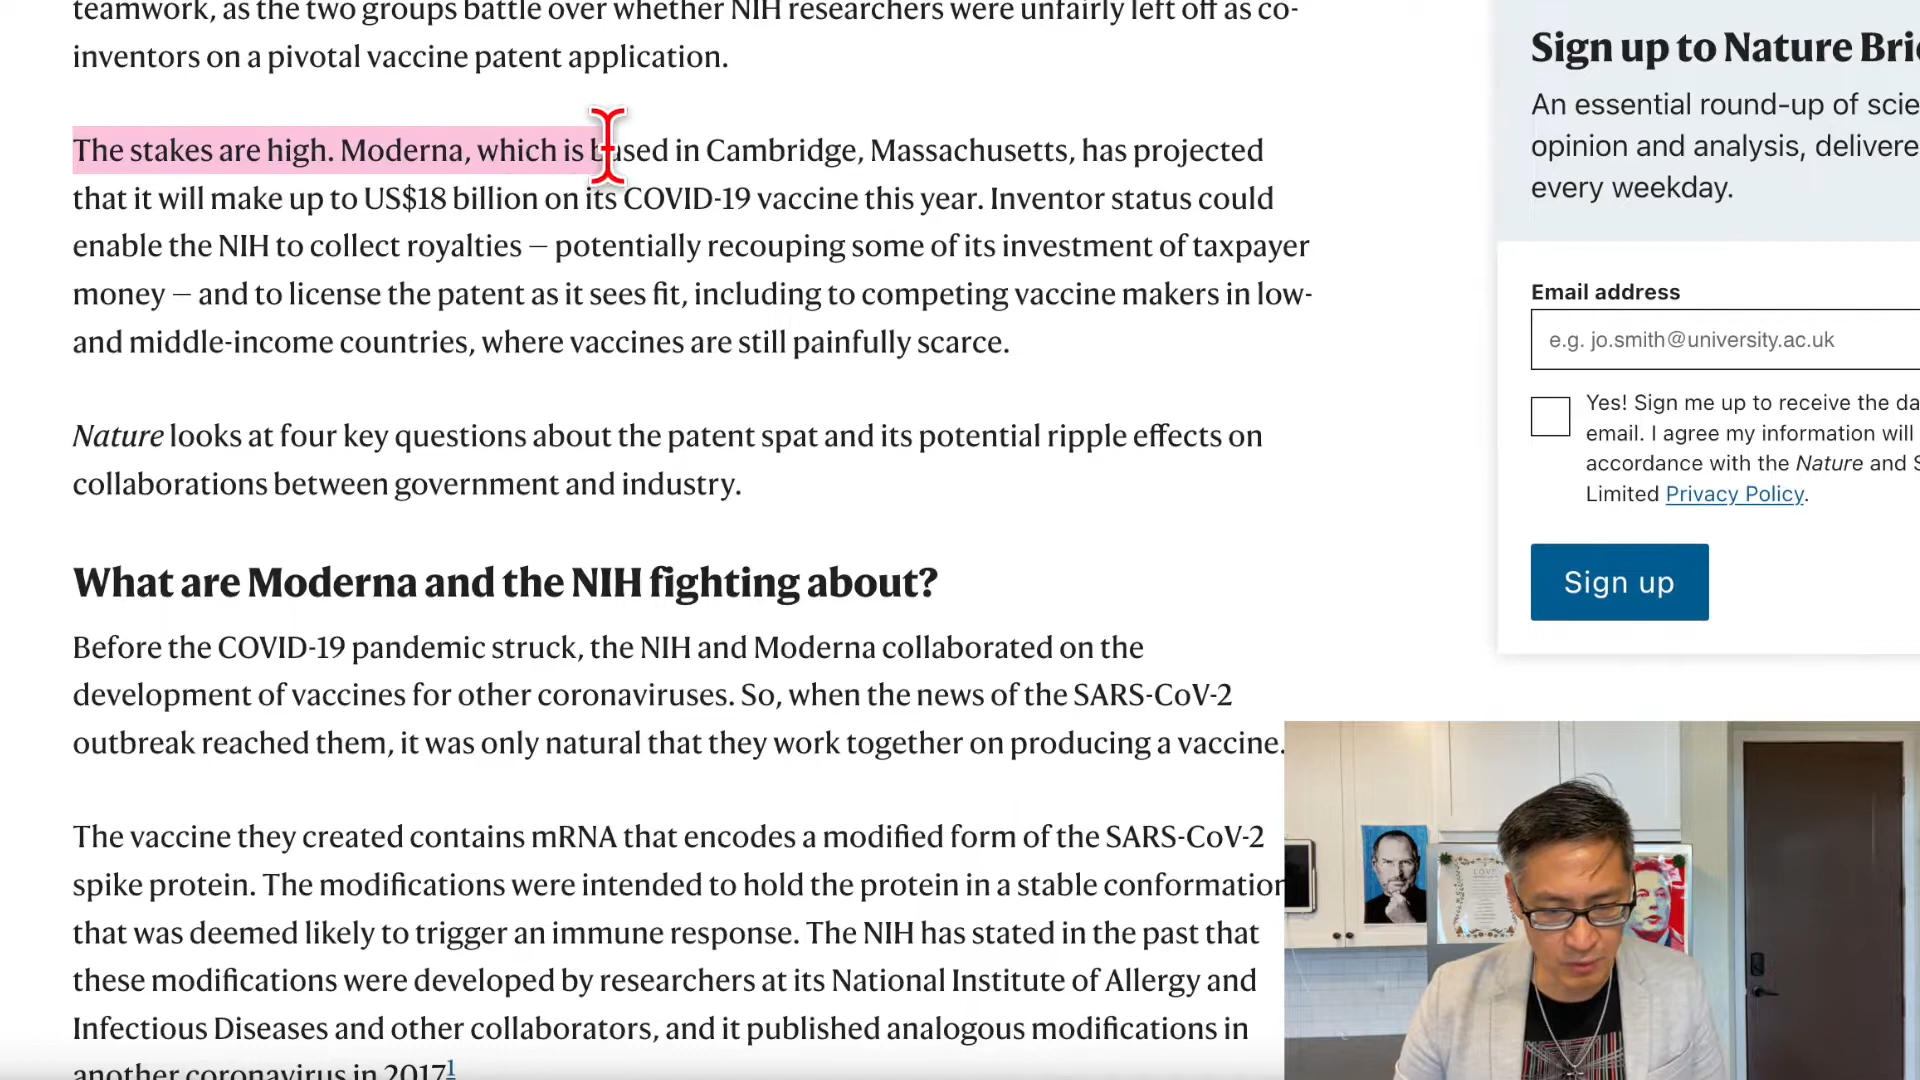 teamwork, as the two groups battle over whether NIH researchers were unfairly left off as co-
inventors on a pivotal vaccine patent application.
The stakes are high. Moderna, which is based in Cambridge, Massachusetts, has projected
that it will make up to US$18 billion on its COVID-19 vaccine this year. Inventor status could
enable the NIH to collect royalties — potentially recouping some of its investment of taxpayer
money — and to license the patent as it sees fit, including to competing vaccine makers in low-
and middle-income countries, where vaccines are still painfully scarce.
Nature looks at four key questions about the patent spat and its potential ripple effects on
collaborations between government and industry.
What are Moderna and the NIH fighting about?
Before the COVID-19 pandemic struck, the NIH and Moderna collaborated on the
development of vaccines for other coronaviruses. So, when the news of the SARS-CoV-2
outbreak reached them, it was only natural that they work together on producing a vaccine.
The vaccine they created contains mRNA that encodes a modified form of the SARS-CoV-2
spike protein. The modifications were intended to hold the protein in a stable conformation
that was deemed likely to trigger an immune response. The NIH has stated in the past that
these modifications were developed by researchers at its National Institute of Allergy and
Infectious Diseases and other collaborators, and it published analogous modifications in
another coronavirus in 2017¹
Sign up to Nature Brie
An essential round-up of scie
opinion and analysis, delivere
every weekday.
Email address
e.g. jo.smith@university.ac.uk
Yes! Sign me up to receive the da
email. I agree my information will
accordance with the Nature and S
Limited Privacy Policy.
Sign up
LOVE